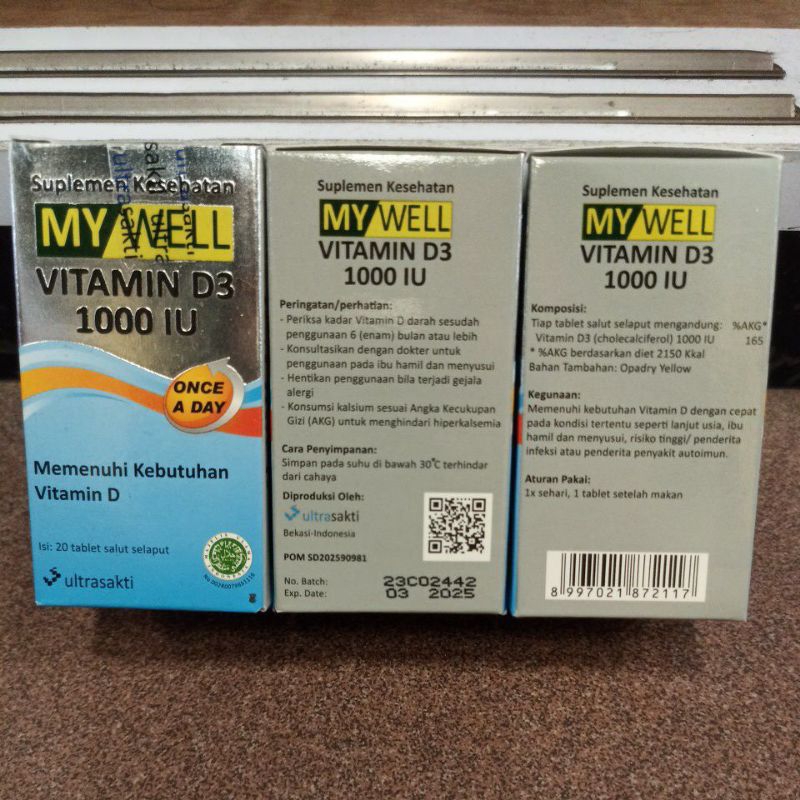 Suplemen Kesehatan
MY WELL
VITAMIN D3
1000 IU
ONCE
A DAY
Memenuhi Kebutuhan
Vitamin D
Isi: 20 tablet salut selaput
ultrasakti
Suplemen Kesehatan
MY WELL
VITAMIN D3
1000 IU
Peringatan/perhatian:
- Periksa kadar Vitamin D darah sesudah
penggunaan 6 (enam) bulan atau lebih
- Konsultasikan dengan dokter untuk
penggunaan pada ibu hamil dan menyusui
- Hentikan penggunaan bila terjadi gejala
alergi
- Konsumsi kalsium sesuai Angka Kecukupan
Gizi (AKG) untuk menghindari hiperkalsemia
Cara Penyimpanan:
Simpan pada suhu di bawah 30°C terhindar
dari cahaya
Diproduksi Oleh:
ultrasakti
Bekasi-Indonesia
POM SD202590981
No. Batch: 23C02442
Exp. Date: 03 2025
Suplemen Kesehatan
MY WELL
VITAMIN D3
1000 IU
Komposisi:
Tiap tablet salut selaput mengandung: %AKG*
Vitamin D3 (cholecalciferol) 1000 IU 165
* %AKG berdasarkan diet 2150 Kkal
Bahan Tambahan: Opadry Yellow
Kegunaan:
Memenuhi kebutuhan Vitamin D dengan cepat
pada kondisi tertentu seperti lanjut usia, ibu
hamil dan menyusui, risiko tinggi/ penderita
infeksi atau penderita penyakit autoimun.
Aturan Pakai:
1x sehari, 1 tablet setelah makan
8 997021 872117